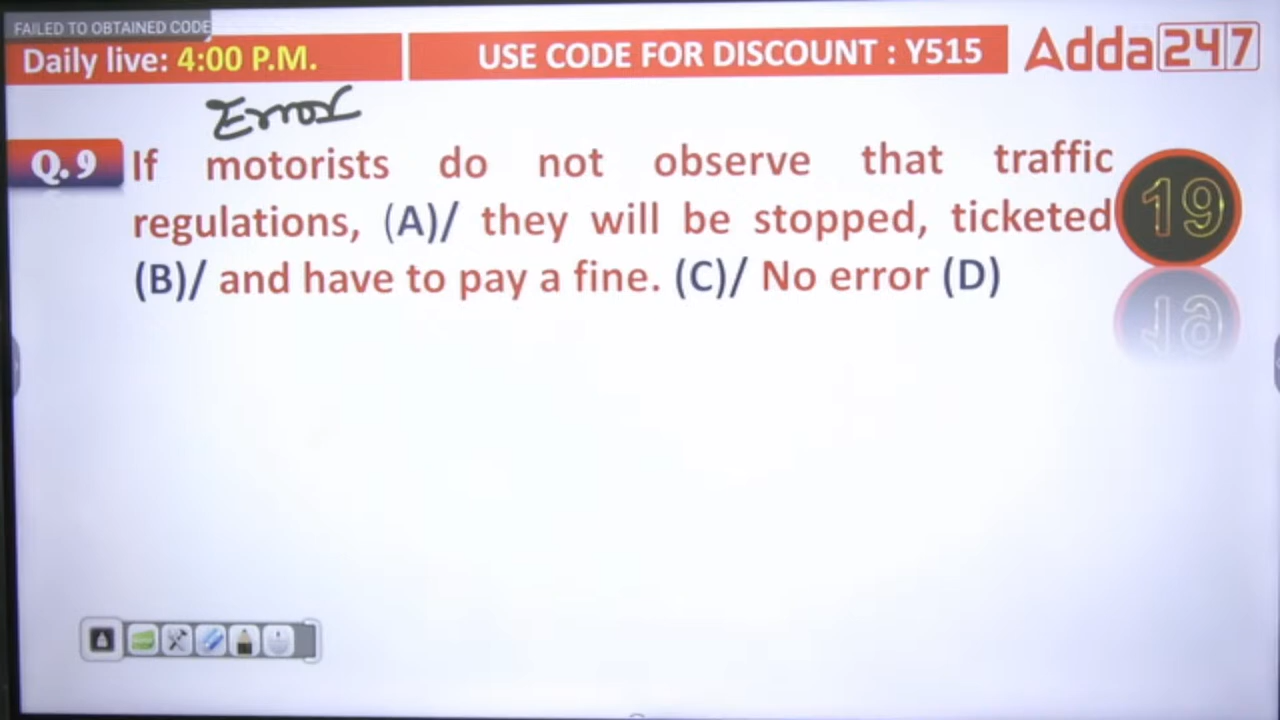 FAILED TO OBTAINED CODE
Daily live: 4:00 P.M.
USE CODE FOR DISCOUNT : Y515
Adda247
Error
Q.9 If motorists do not observe that traffic
regulations, (A)/ they will be stopped, ticketed
(B)/ and have to pay a fine. (C)/ No error (D)
19